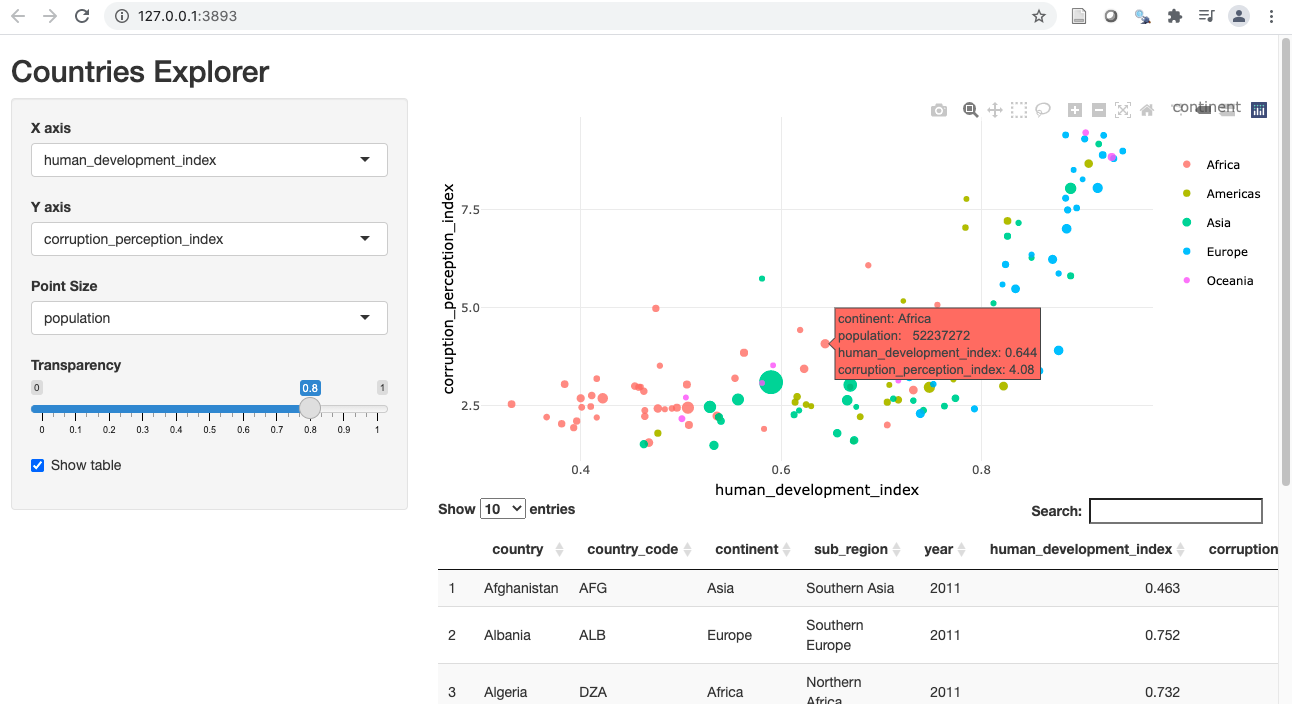 127.0.0.1:3893
Countries Explorer
X axis
human_development_index
Y axis
corruption_perception_index
Point Size
population
Transparency
0 0.8 1
0 0.1 0.2 0.3 0.4 0.5 0.6 0.7 0.8 0.9 1
Show table
continent
Africa
Americas
Asia
Europe
Oceania
corruption_perception_index
7.5
5.0
2.5
continent: Africa
population: 52237272
human_development_index: 0.644
corruption_perception_index: 4.08
0.4 0.6 0.8
human_development_index
Show 10 entries Search:
country country_code continent sub_region year human_development_index corruption
1 Afghanistan AFG Asia Southern Asia 2011 0.463
2 Albania ALB Europe Southern Europe 2011 0.752
3 Algeria DZA Africa Northern Africa 2011 0.732